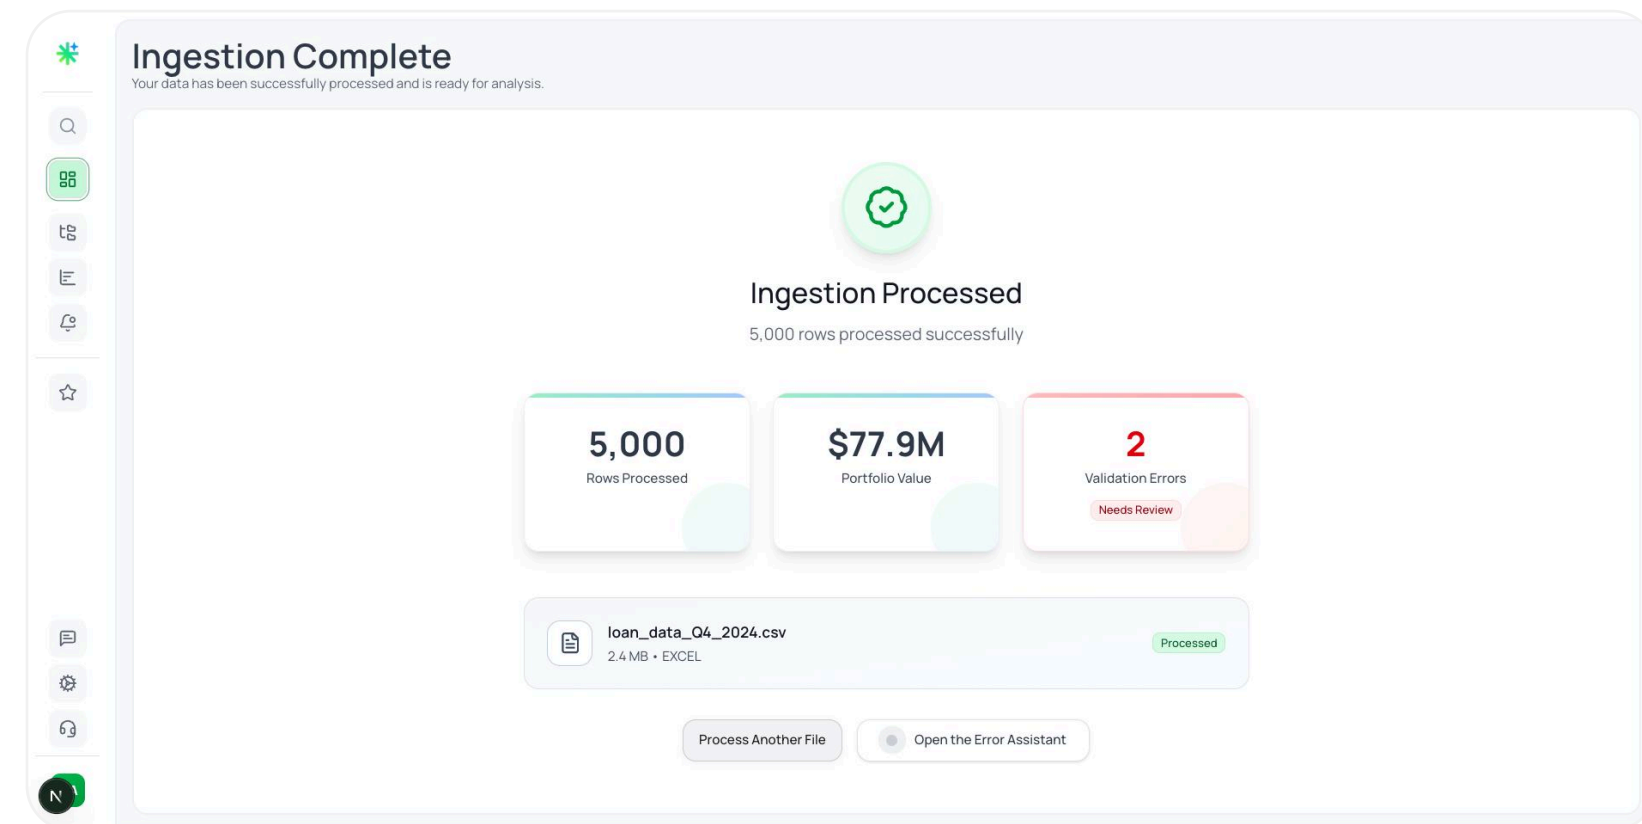 Ingestion Complete
Your data has been successfully processed and is ready for analysis.
Ingestion Processed
5,000 rows processed successfully
5,000
Rows Processed
$77.9M
Portfolio Value
2
Validation Errors
Needs Review
loan_data_Q4_2024.csv
2.4 MB • EXCEL
Processed
Process Another File
Open the Error Assistant
N
A